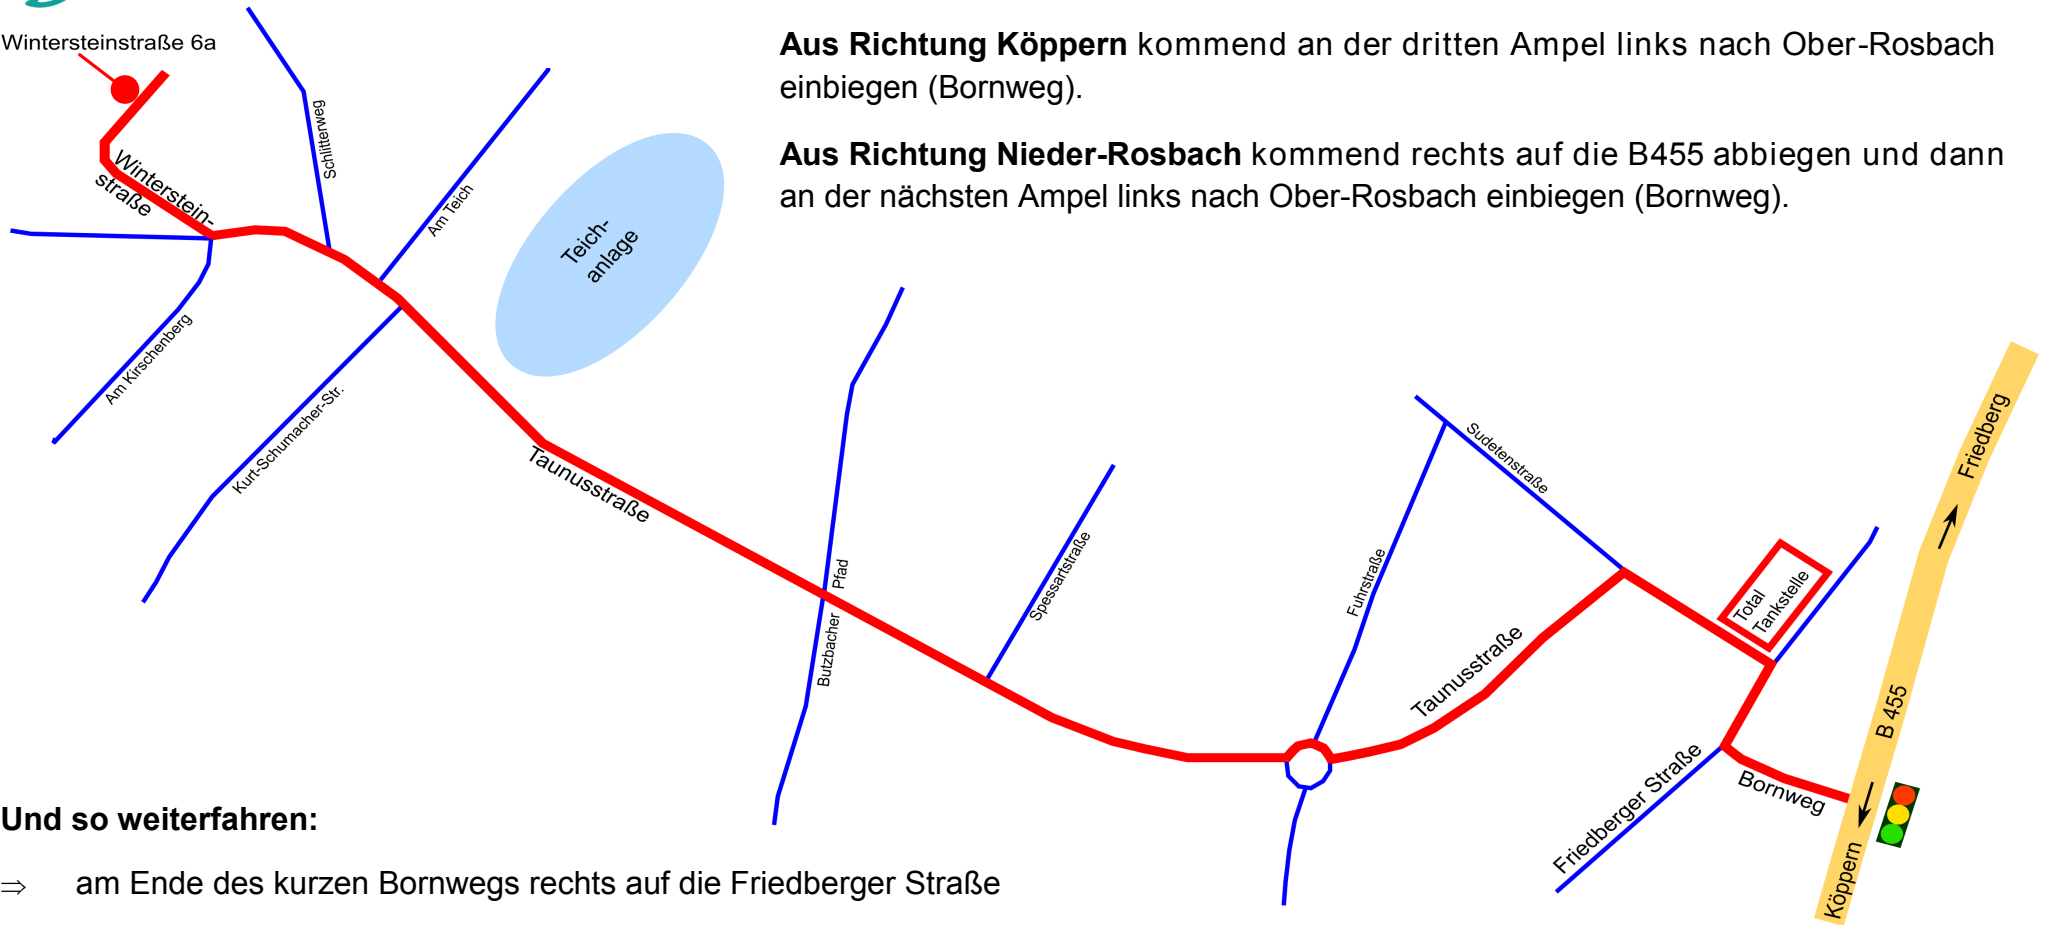 Wintersteinstraße 6a
Aus Richtung Köppern kommend an der dritten Ampel links nach Ober-Rosbach
einbiegen (Bornweg).
Aus Richtung Nieder-Rosbach kommend rechts auf die B455 abbiegen und dann
an der nächsten Ampel links nach Ober-Rosbach einbiegen (Bornweg).
Schlitterweg
Winterstein-
straße
Am Teich
Teich-
anlage
Am Kirschenberg
Kurt-Schumacher-Str.
Taunusstraße
Butzbacher Pfad
Spessartstraße
Fuhrstraße
Sudetenstraße
Taunusstraße
Total
Tankstelle
Friedberg
B 455
Köppern
Friedberger Straße
Bornweg
Und so weiterfahren:
⇒ am Ende des kurzen Bornwegs rechts auf die Friedberger Straße